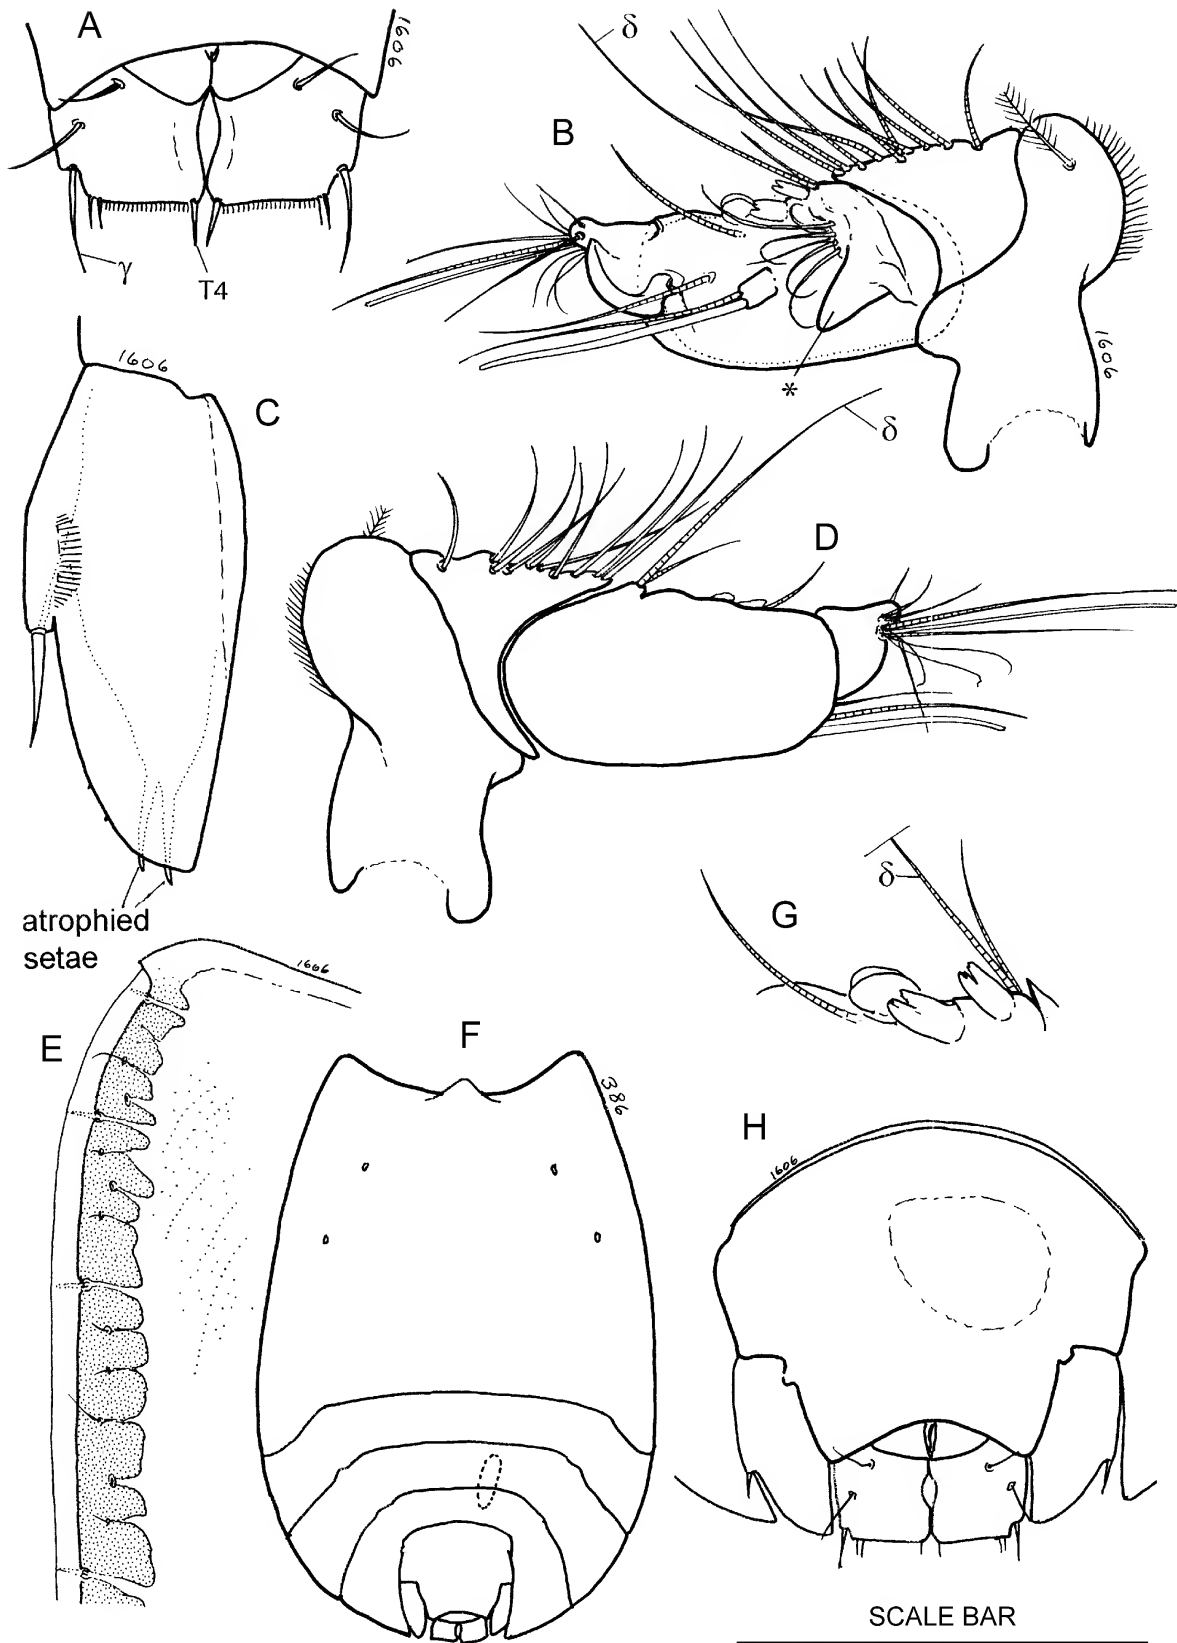 A
1606
δ
B
γ
T4
1606
C
*
1606
δ
D
atrophied
setae
δ
G
1606
E
F
386
H
1606
SCALE BAR